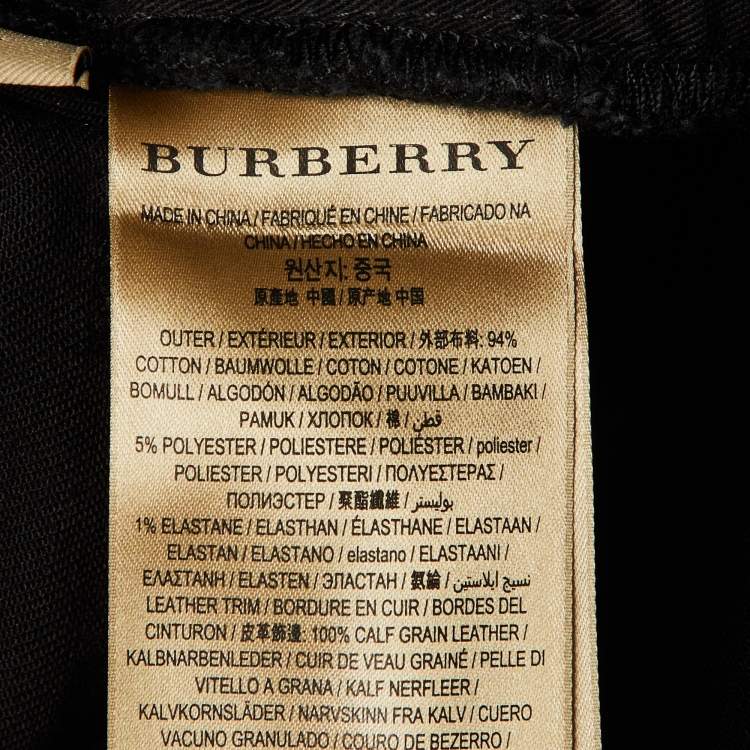 BURBERRY
MADE IN CHINA / FABRIQUÉ EN CHINE / FABRICADO NA
CHINA / HECHO EN CHINA
원산지: 중국
原產地 中國 / 原产地 中国
OUTER / EXTÉRIEUR / EXTERIOR / 外部布料: 94%
COTTON / BAUMWOLLE / COTON / COTONE / KATOEN /
BOMULL / ALGODÓN / ALGODÃO / PUUVILLA / BAMBAKI /
PAMUK / ХЛОПОК / 棉 / قطن /
5% POLYESTER / POLIESTERE / POLIÉSTER / poliester /
POLIESTER / POLYESTERI / ΠΟΛΥΕΣΤΕΡΑΣ /
ПОЛИЭСТЕР / 聚酯纖維 / بوليستر /
1% ELASTANE / ELASTHAN / ÉLASTHANE / ELASTAAN /
ELASTAN / ELASTANO / elastano / ELASTAANI /
ΕΛΑΣΤΑΝΗ / ELASTEN / ЭЛАСТАН / 氨綸 / نسيج ايلاستين
LEATHER TRIM / BORDURE EN CUIR / BORDES DEL
CINTURON / 皮革飾邊: 100% CALF GRAIN LEATHER /
KALBNARBENLEDER / CUIR DE VEAU GRAINÉ / PELLE DI
VITELLO A GRANA / KALF NERFLEER /
KALVKORNSLÄDER / NARVSKINN FRA KALV / CUERO
VACUNO GRANULADO / COURO DE BEZERRO /